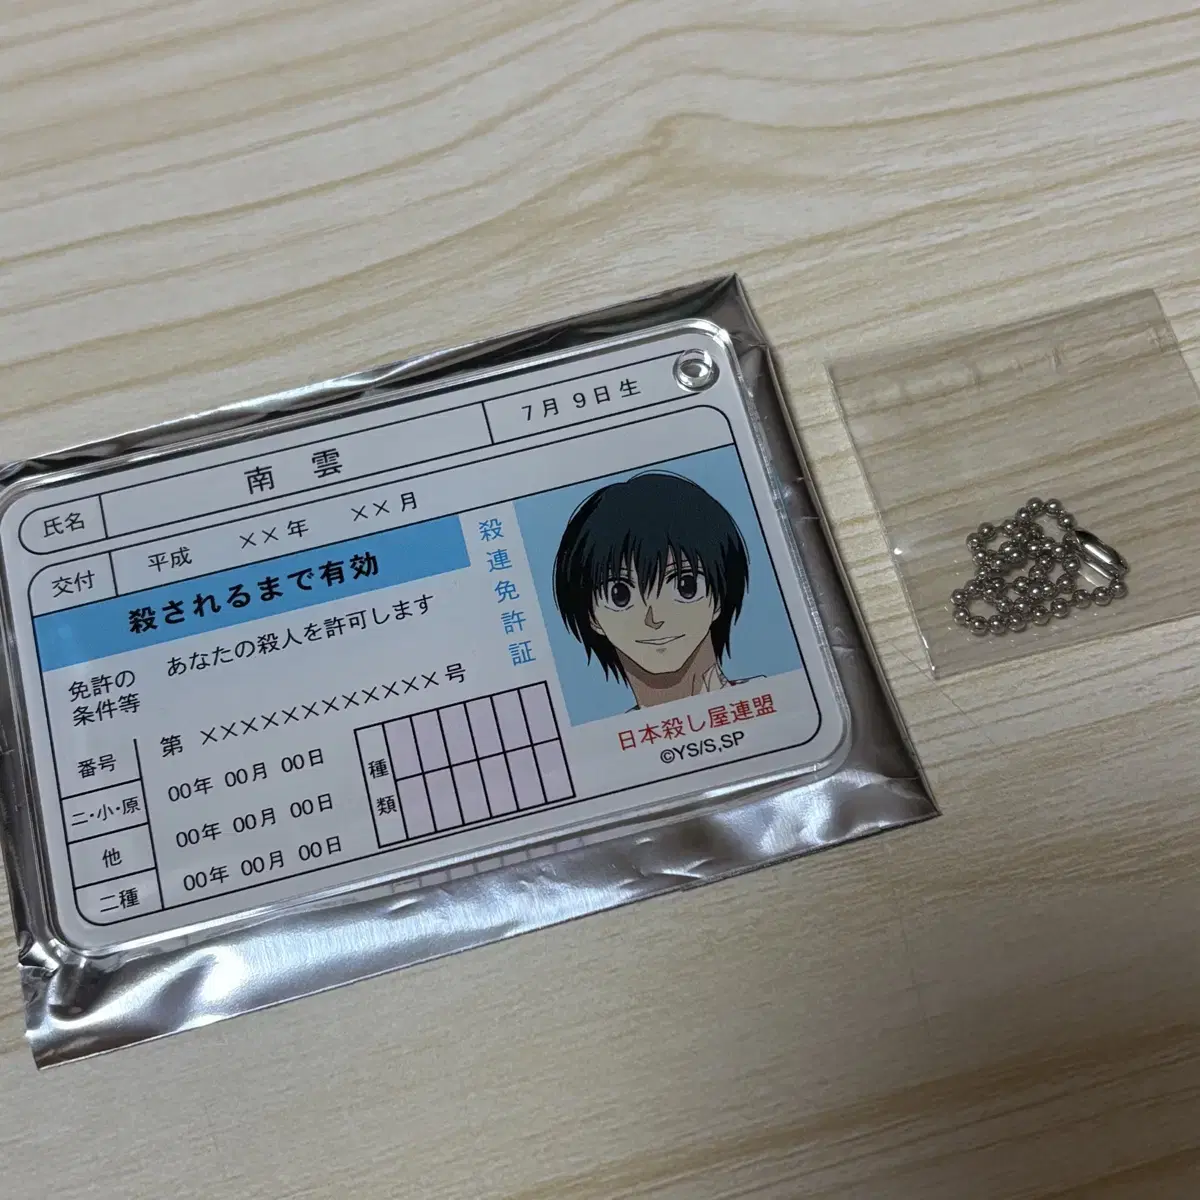 氏名 南雲 7月9日生
交付 平成 ××年 ××月
殺されるまで有効
免許の
条件等
あなたの殺人を許可します
番号 第 ×××××××××××× 号
二・小・原 00年 00月 00日
他 00年 00月 00日
二種 00年 00月 00日
種
類
殺連免許証
日本殺し屋連盟
©YS/S,SP